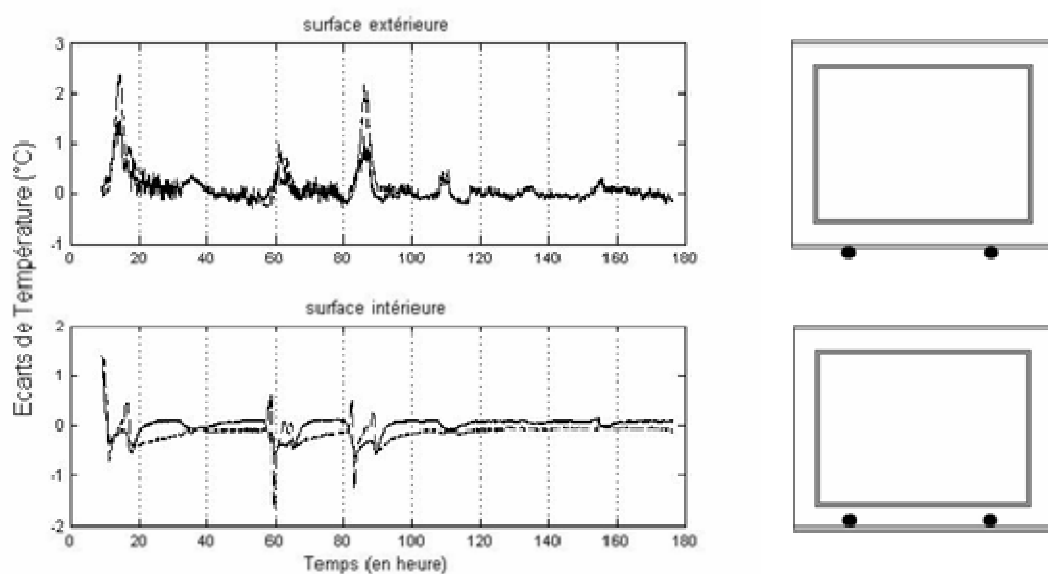 surface extérieure
Ecarts de Température (°C)
3
2
1
0
-1
0 20 40 60 80 100 120 140 160 180
surface intérieure
2
1
0
-1
-2
0 20 40 60 80 100 120 140 160 180
Temps (en heure)